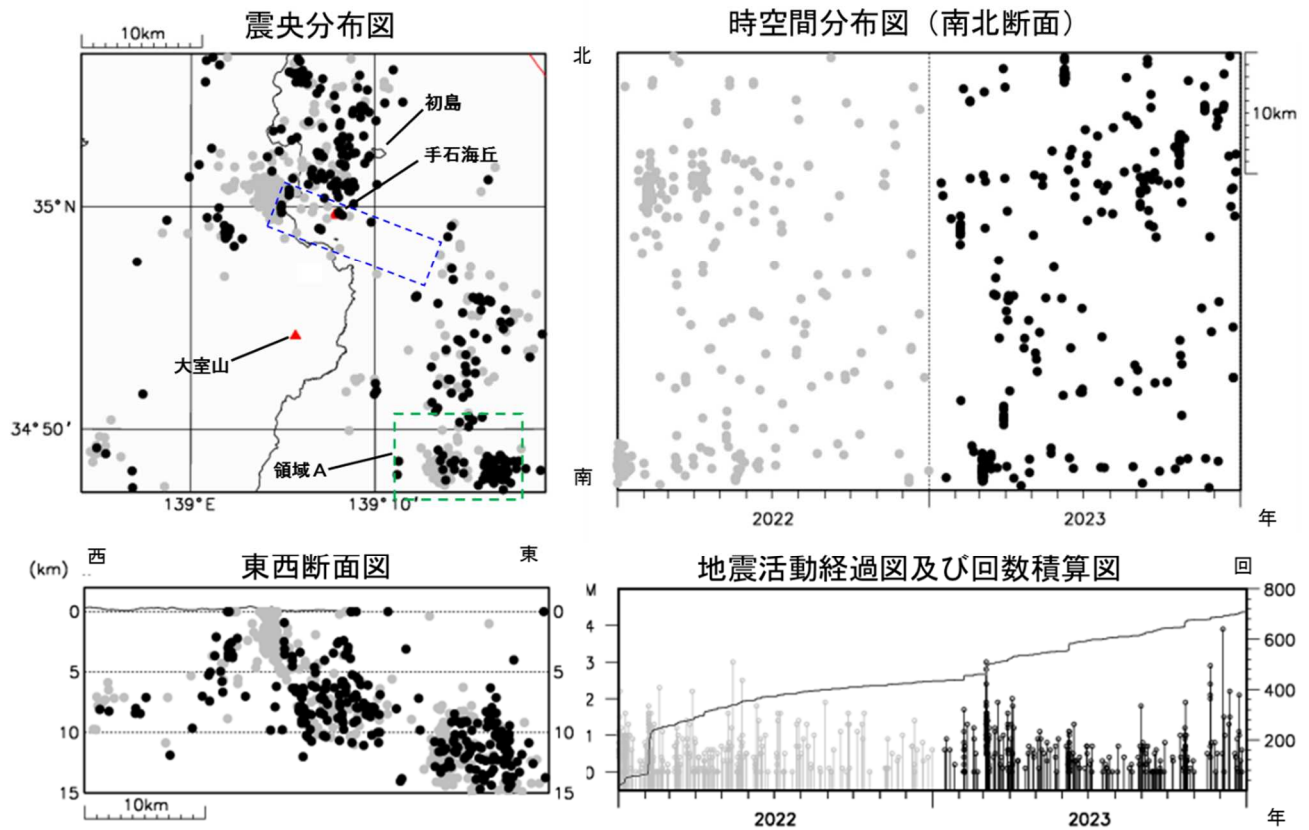 震央分布図
10km
北
初島
手石海丘
35°N
大室山
34°50′
領域A
南
139°E
139°10′
時空間分布図（南北断面）
10km
2022
2023
年
東西断面図
西
東
(km)
0
0
5
5
10
10
15
15
10km
地震活動経過図及び回数積算図
回
M
800
4
600
3
2
400
1
200
0
2022
2023
年